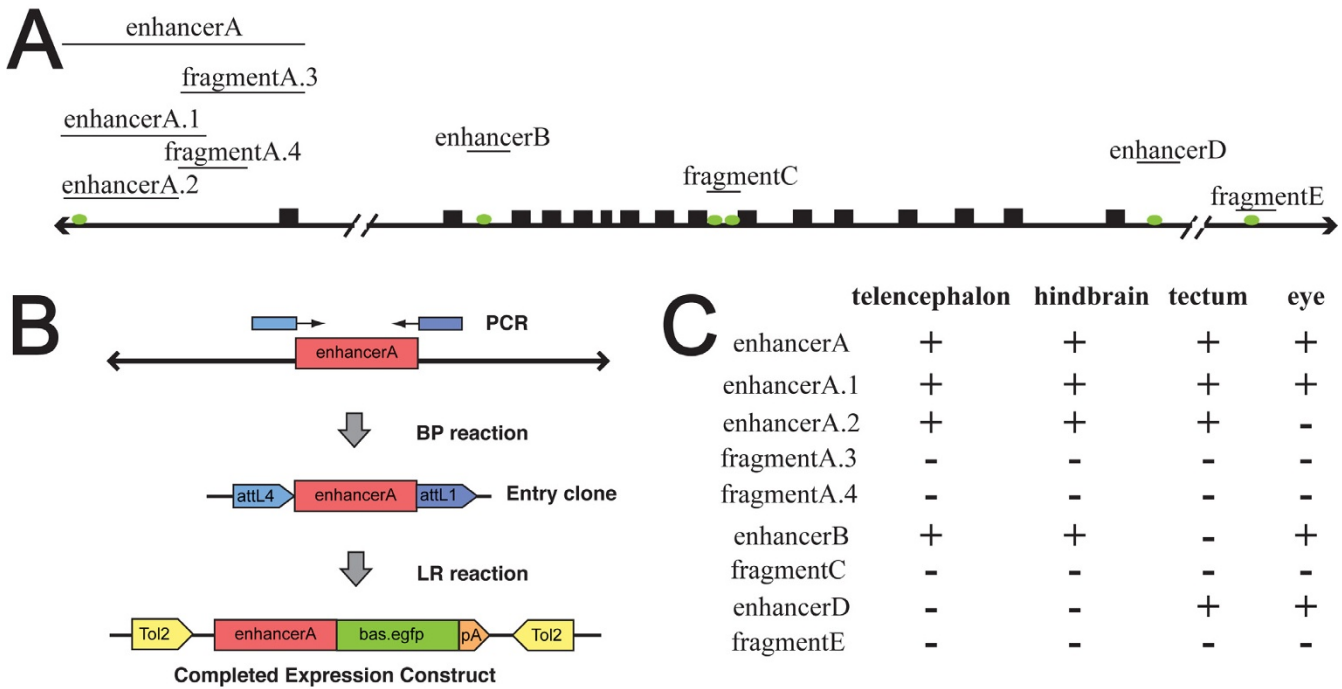 A
enhancerA
fragmentA.3
enhancerA.1
fragmentA.4
enhancerA.2
enhancerB
fragmentC
enhancerD
fragmentE
B
PCR
enhancerA
BP reaction
attL4 enhancerA attL1 Entry clone
LR reaction
Tol2 enhancerA bas.egfp pA Tol2
Completed Expression Construct
C
telencephalon hindbrain tectum eye
enhancerA + + + +
enhancerA.1 + + + +
enhancerA.2 + + + -
fragmentA.3 - - - -
fragmentA.4 - - - -
enhancerB + + - +
fragmentC - - - -
enhancerD - - + +
fragmentE - - - -